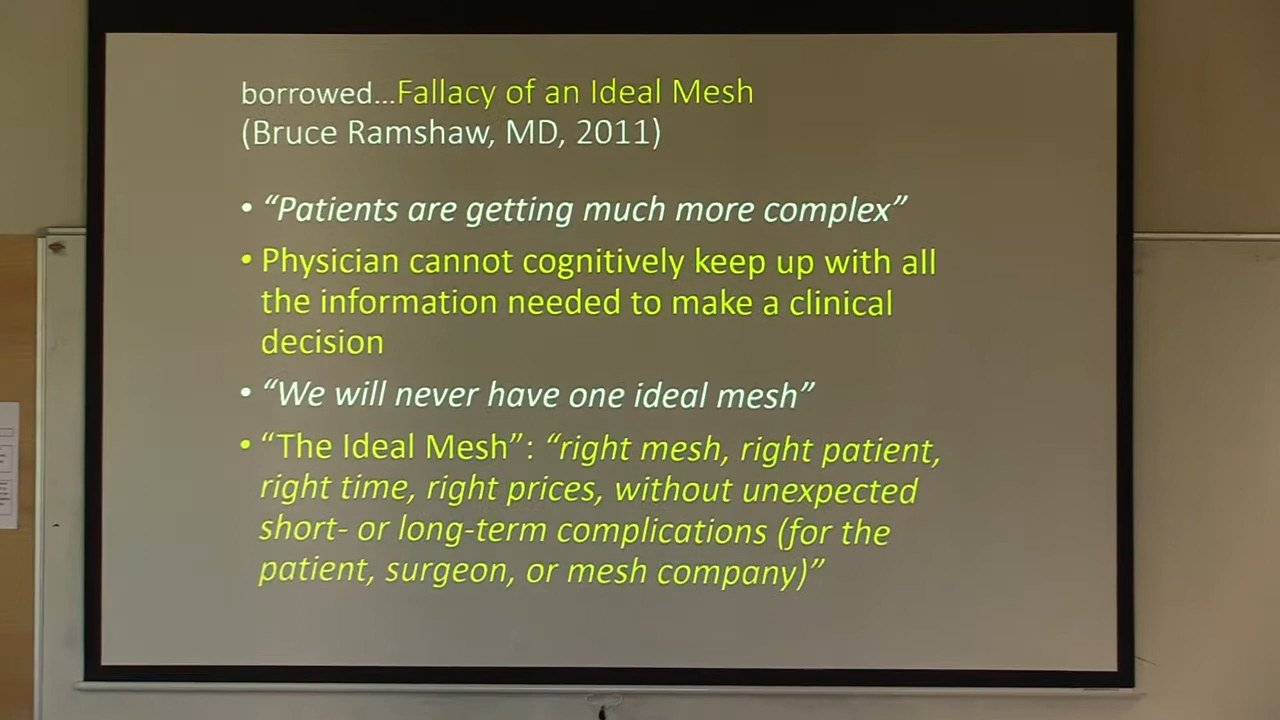 borrowed...Fallacy of an Ideal Mesh
(Bruce Ramshaw, MD, 2011)
• “Patients are getting much more complex”
• Physician cannot cognitively keep up with all
the information needed to make a clinical
decision
• “We will never have one ideal mesh”
• “The Ideal Mesh”: “right mesh, right patient,
right time, right prices, without unexpected
short- or long-term complications (for the
patient, surgeon, or mesh company)”